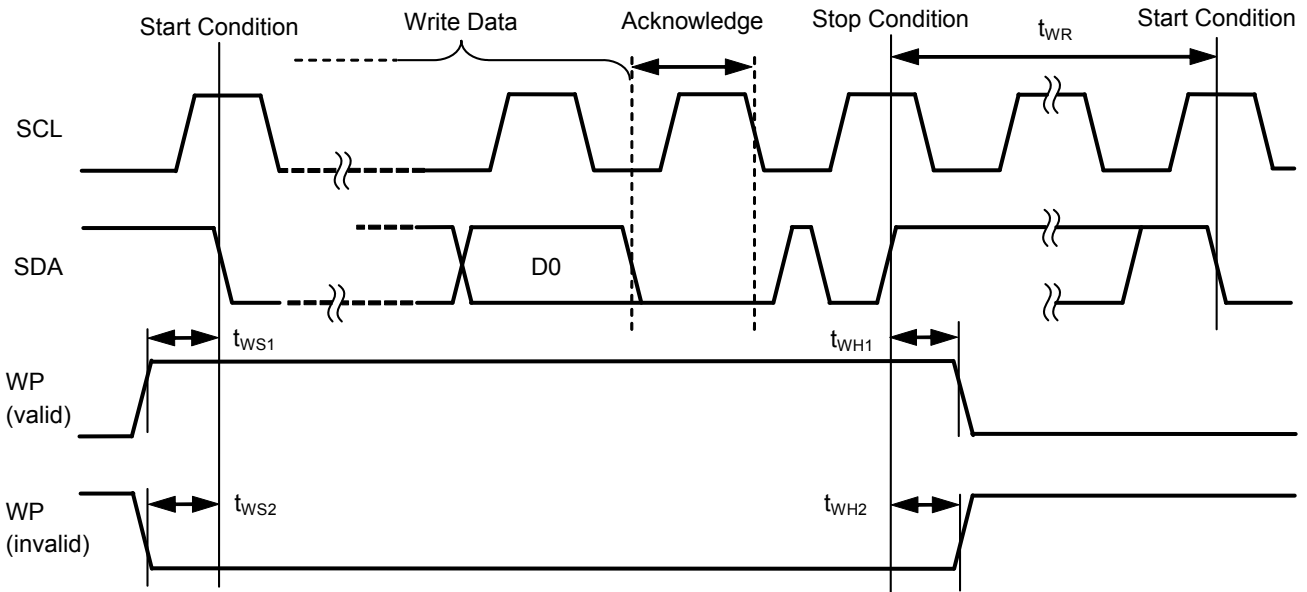 Start Condition
Write Data
Acknowledge
Stop Condition
Start Condition
tWR
SCL
SDA
D0
tWS1
tWH1
WP
(valid)
tWS2
tWH2
WP
(invalid)